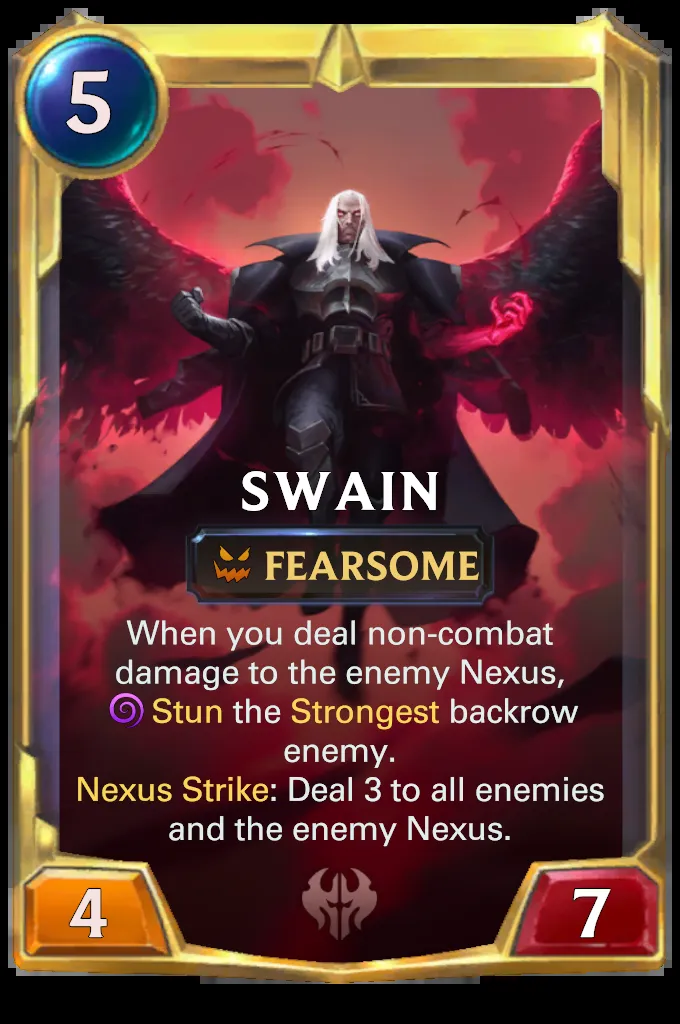 5
SWAIN
FEARSOME
When you deal non-combat
damage to the enemy Nexus,
Stun the Strongest backrow
enemy.
Nexus Strike: Deal 3 to all enemies
and the enemy Nexus.
4
7